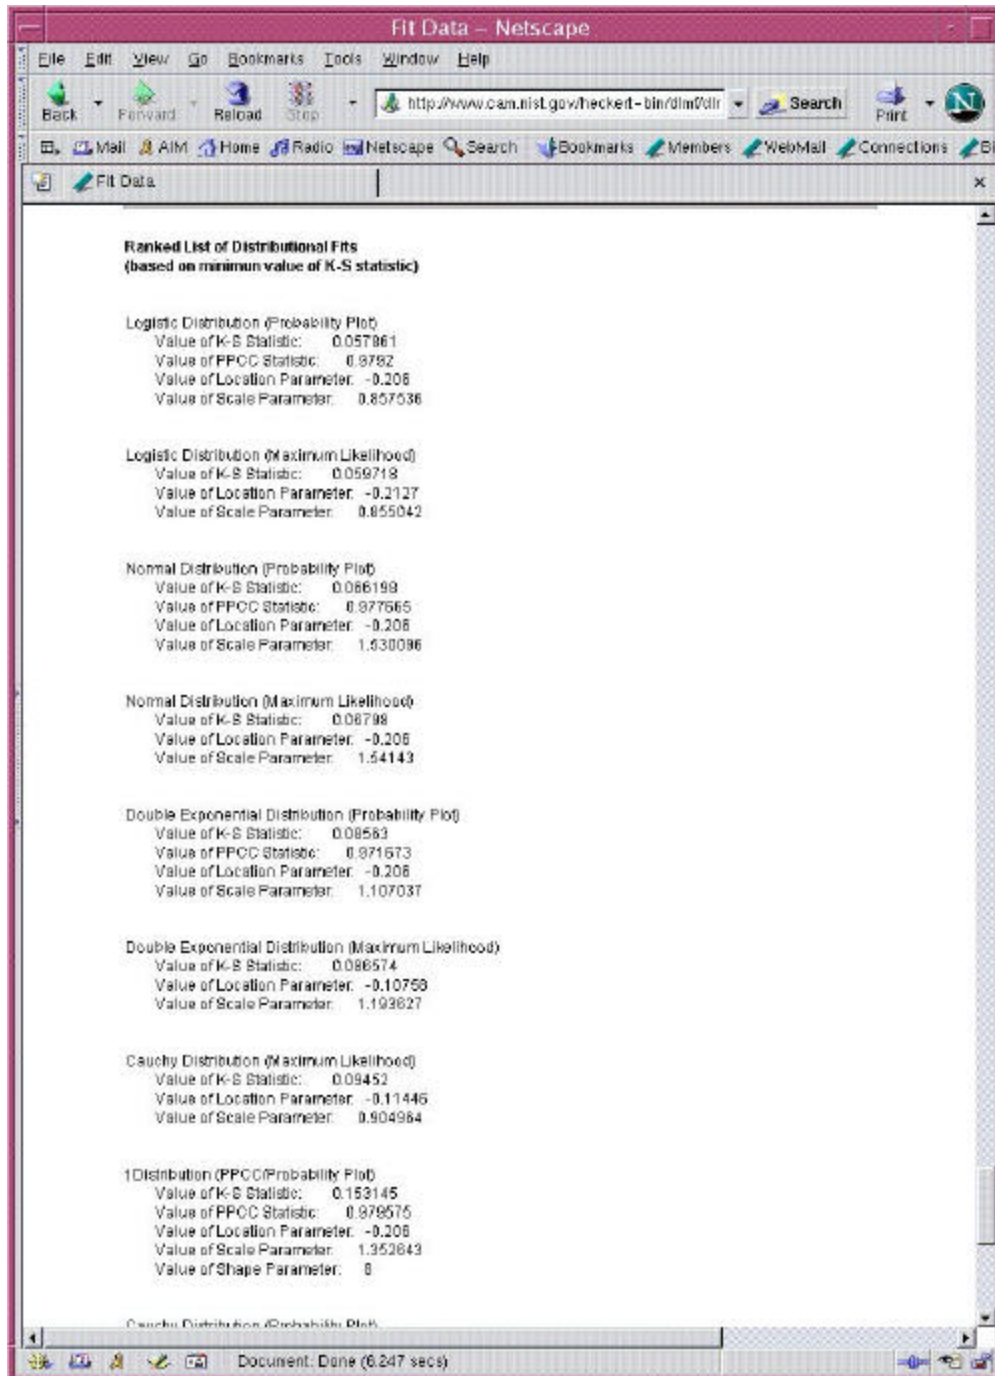 Fit Data – Netscape
File Edit View Go Bookmarks Tools Window Help
Back Forward Reload Stop http://www.cam.nist.gov/heckert-bin/dlmf/dlr Search Print N
Mail AIM Home Radio Netscape Search Bookmarks Members WebMail Connections Bi
Fit Data
Ranked List of Distributional Fits
(based on minimun value of K-S statistic)
Logistic Distribution (Probability Plot)
Value of K-S Statistic: 0.057861
Value of PPCC Statistic: 0.9792
Value of Location Parameter: -0.206
Value of Scale Parameter: 0.857536
Logistic Distribution (Maximum Likelihood)
Value of K-S Statistic: 0.059718
Value of Location Parameter: -0.2127
Value of Scale Parameter: 0.855042
Normal Distribution (Probability Plot)
Value of K-S Statistic: 0.066199
Value of PPCC Statistic: 0.977665
Value of Location Parameter: -0.206
Value of Scale Parameter: 1.530096
Normal Distribution (Maximum Likelihood)
Value of K-S Statistic: 0.06798
Value of Location Parameter: -0.206
Value of Scale Parameter: 1.54143
Double Exponential Distribution (Probability Plot)
Value of K-S Statistic: 0.08563
Value of PPCC Statistic: 0.971673
Value of Location Parameter: -0.206
Value of Scale Parameter: 1.107037
Double Exponential Distribution (Maximum Likelihood)
Value of K-S Statistic: 0.086574
Value of Location Parameter: -0.10758
Value of Scale Parameter: 1.193627
Cauchy Distribution (Maximum Likelihood)
Value of K-S Statistic: 0.09452
Value of Location Parameter: -0.11446
Value of Scale Parameter: 0.904964
t Distribution (PPCC/Probability Plot)
Value of K-S Statistic: 0.153145
Value of PPCC Statistic: 0.979575
Value of Location Parameter: -0.206
Value of Scale Parameter: 1.352643
Value of Shape Parameter: 8
Cauchy Distribution (Probability Plot)
Document: Done (6.247 secs)